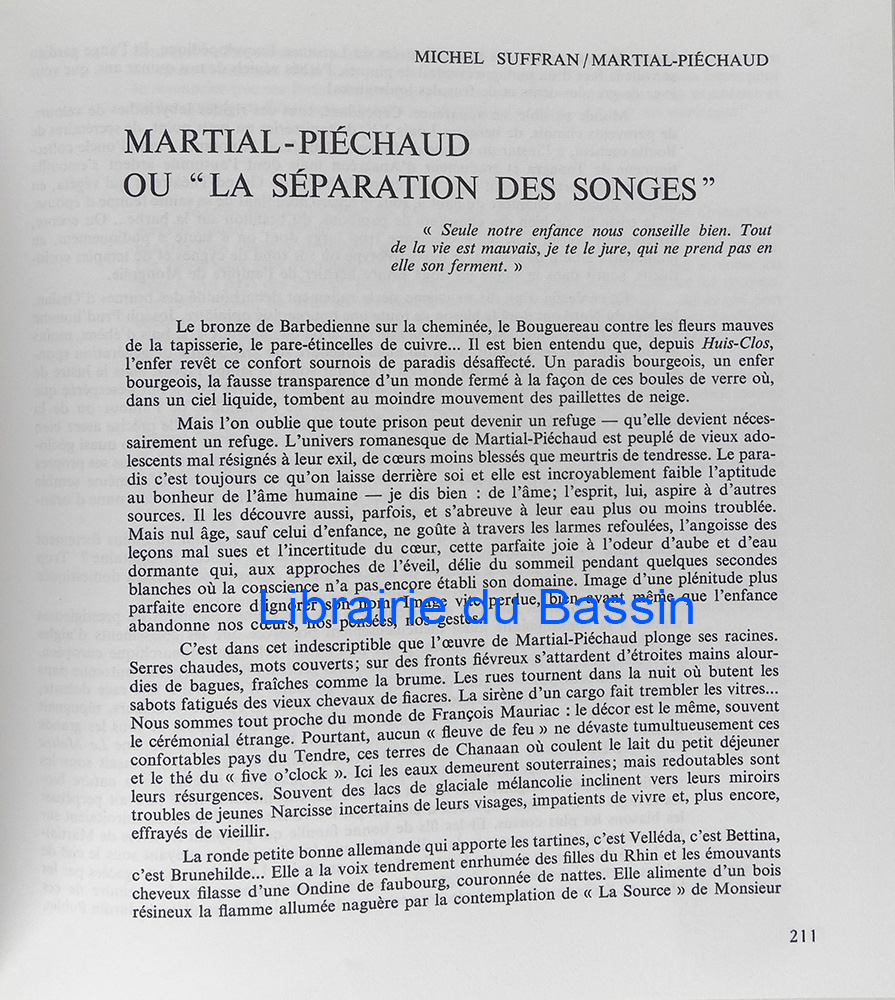 MICHEL SUFFRAN/MARTIAL-PIÉCHAUD
MARTIAL-PIÉCHAUD
OU “LA SÉPARATION DES SONGES”
« Seule notre enfance nous conseille bien. Tout
de la vie est mauvais, je te le jure, qui ne prend pas en
elle son ferment. »
Le bronze de Barbedienne sur la cheminée, le Bouguereau contre les fleurs mauves
de la tapisserie, le pare-étincelles de cuivre... Il est bien entendu que, depuis Huis-Clos,
l'enfer revêt ce confort sournois de paradis désaffecté. Un paradis bourgeois, un enfer
bourgeois, la fausse transparence d'un monde fermé à la façon de ces boules de verre où,
dans un ciel liquide, tombent au moindre mouvement des paillettes de neige.
Mais l'on oublie que toute prison peut devenir un refuge — qu'elle devient néces-
sairement un refuge. L'univers romanesque de Martial-Piéchaud est peuplé de vieux ado-
lescents mal résignés à leur exil, de cœurs moins blessés que meurtris de tendresse. Le para-
dis c'est toujours ce qu'on laisse derrière soi et elle est incroyablement faible l'aptitude
au bonheur de l'âme humaine — je dis bien : de l'âme; l'esprit, lui, aspire à d'autres
sources. Il les découvre aussi, parfois, et s'abreuve à leur eau plus ou moins troublée.
Mais nul âge, sauf celui d'enfance, ne goûte à travers les larmes refoulées, l'angoisse des
leçons mal sues et l'incertitude du cœur, cette parfaite joie à l'odeur d'aube et d'eau
dormante qui, aux approches de l'éveil, délie du sommeil pendant quelques secondes
blanches où la conscience n'a pas encore établi son domaine. Image d'une plénitude plus
parfaite encore d'ignorer son nom. Image vite perdue, bien avant même que l'enfance
abandonne nos cœurs, nos pensées, nos gestes.
Librairie du Bassin
C'est dans cet indescriptible que l'œuvre de Martial-Piéchaud plonge ses racines.
Serres chaudes, mots couverts; sur des fronts fiévreux s'attardent d'étroites mains alour-
dies de bagues, fraîches comme la brume. Les rues tournent dans la nuit où butent les
sabots fatigués des vieux chevaux de fiacres. La sirène d'un cargo fait trembler les vitres...
Nous sommes tout proche du monde de François Mauriac : le décor est le même, souvent
le cérémonial étrange. Pourtant, aucun « fleuve de feu » ne dévaste tumultueusement ces
confortables pays du Tendre, ces terres de Chanaan où coulent le lait du petit déjeuner
et le thé du « five o'clock ». Ici les eaux demeurent souterraines; mais redoutables sont
leurs résurgences. Souvent des lacs de glaciale mélancolie inclinent vers leurs miroirs
troubles de jeunes Narcisse incertains de leurs visages, impatients de vivre et, plus encore,
effrayés de vieillir.
La ronde petite bonne allemande qui apporte les tartines, c'est Velléda, c'est Bettina,
c'est Brunehilde... Elle a la voix tendrement enrhumée des filles du Rhin et les émouvants
cheveux filasse d'une Ondine de faubourg, couronnée de nattes. Elle alimente d'un bois
résineux la flamme allumée naguère par la contemplation de « La Source » de Monsieur
211